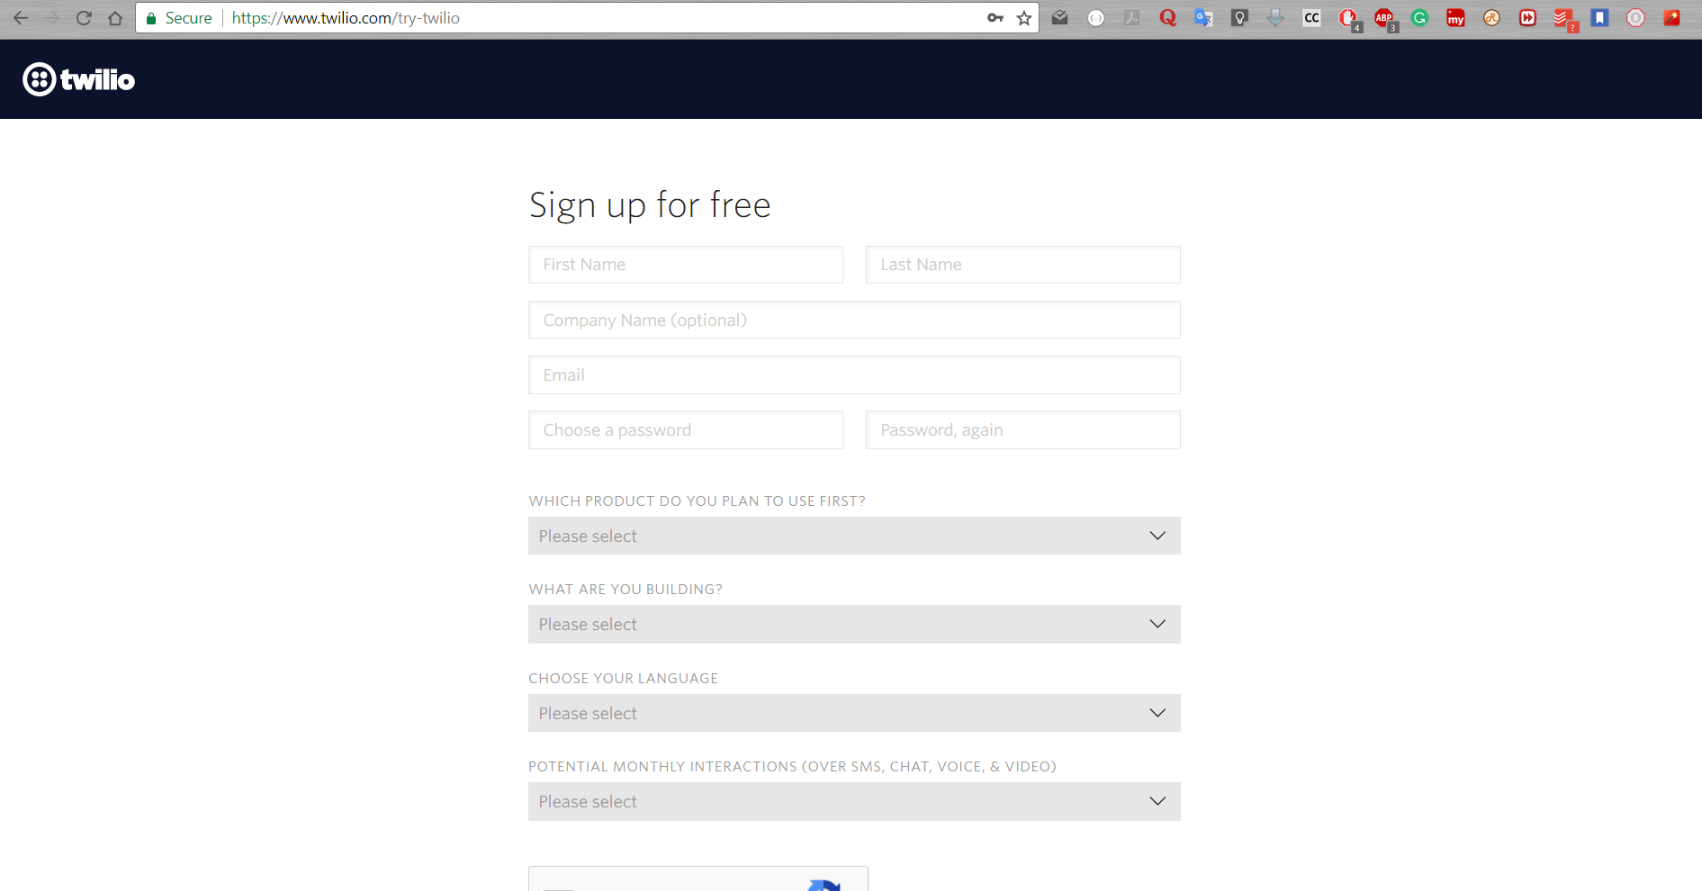 Secure https://www.twilio.com/try-twilio
CC 4 ABP 3 G my ?
twilio
Sign up for free
First Name Last Name
Company Name (optional)
Email
Choose a password Password, again
WHICH PRODUCT DO YOU PLAN TO USE FIRST?
Please select
WHAT ARE YOU BUILDING?
Please select
CHOOSE YOUR LANGUAGE
Please select
POTENTIAL MONTHLY INTERACTIONS (OVER SMS, CHAT, VOICE, & VIDEO)
Please select